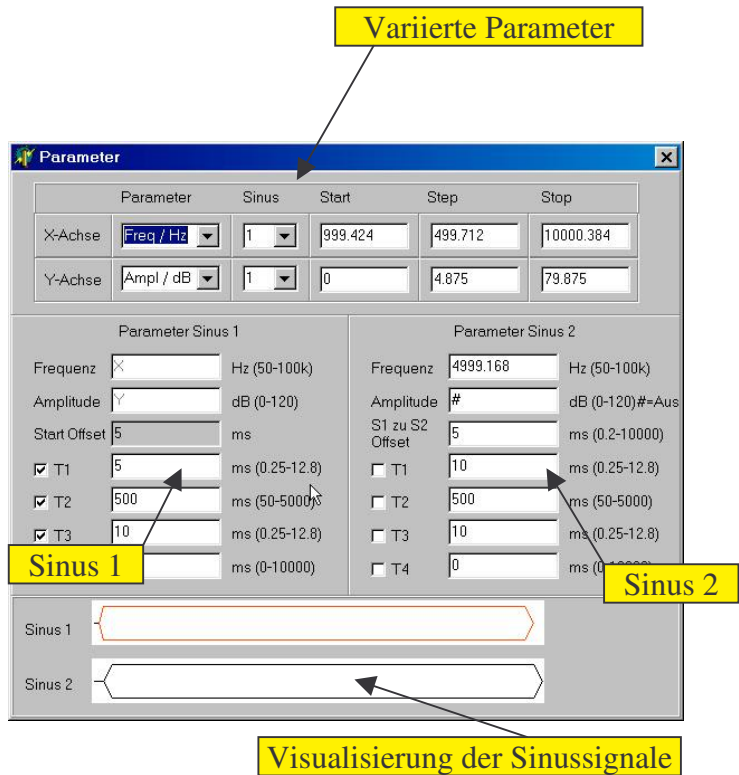 Variierte Parameter
Parameter
Parameter Sinus Start Step Stop
X-Achse Freq / Hz 1 999.424 499.712 10000.384
Y-Achse Ampl / dB 1 0 4.875 79.875
Parameter Sinus 1
Frequenz X Hz (50-100k)
Amplitude Y dB (0-120)
Start Offset 5 ms
T1 5 ms (0.25-12.8)
T2 500 ms (50-5000)
T3 10 ms (0.25-12.8)
Sinus 1 ms (0-10000)
Parameter Sinus 2
Frequenz 4999.168 Hz (50-100k)
Amplitude # dB (0-120)#=Aus
S1 zu S2
Offset 5 ms (0.2-10000)
T1 10 ms (0.25-12.8)
T2 500 ms (50-5000)
T3 10 ms (0.25-12.8)
T4 0 ms
Sinus 2
Sinus 1
Sinus 2
Visualisierung der Sinussignale